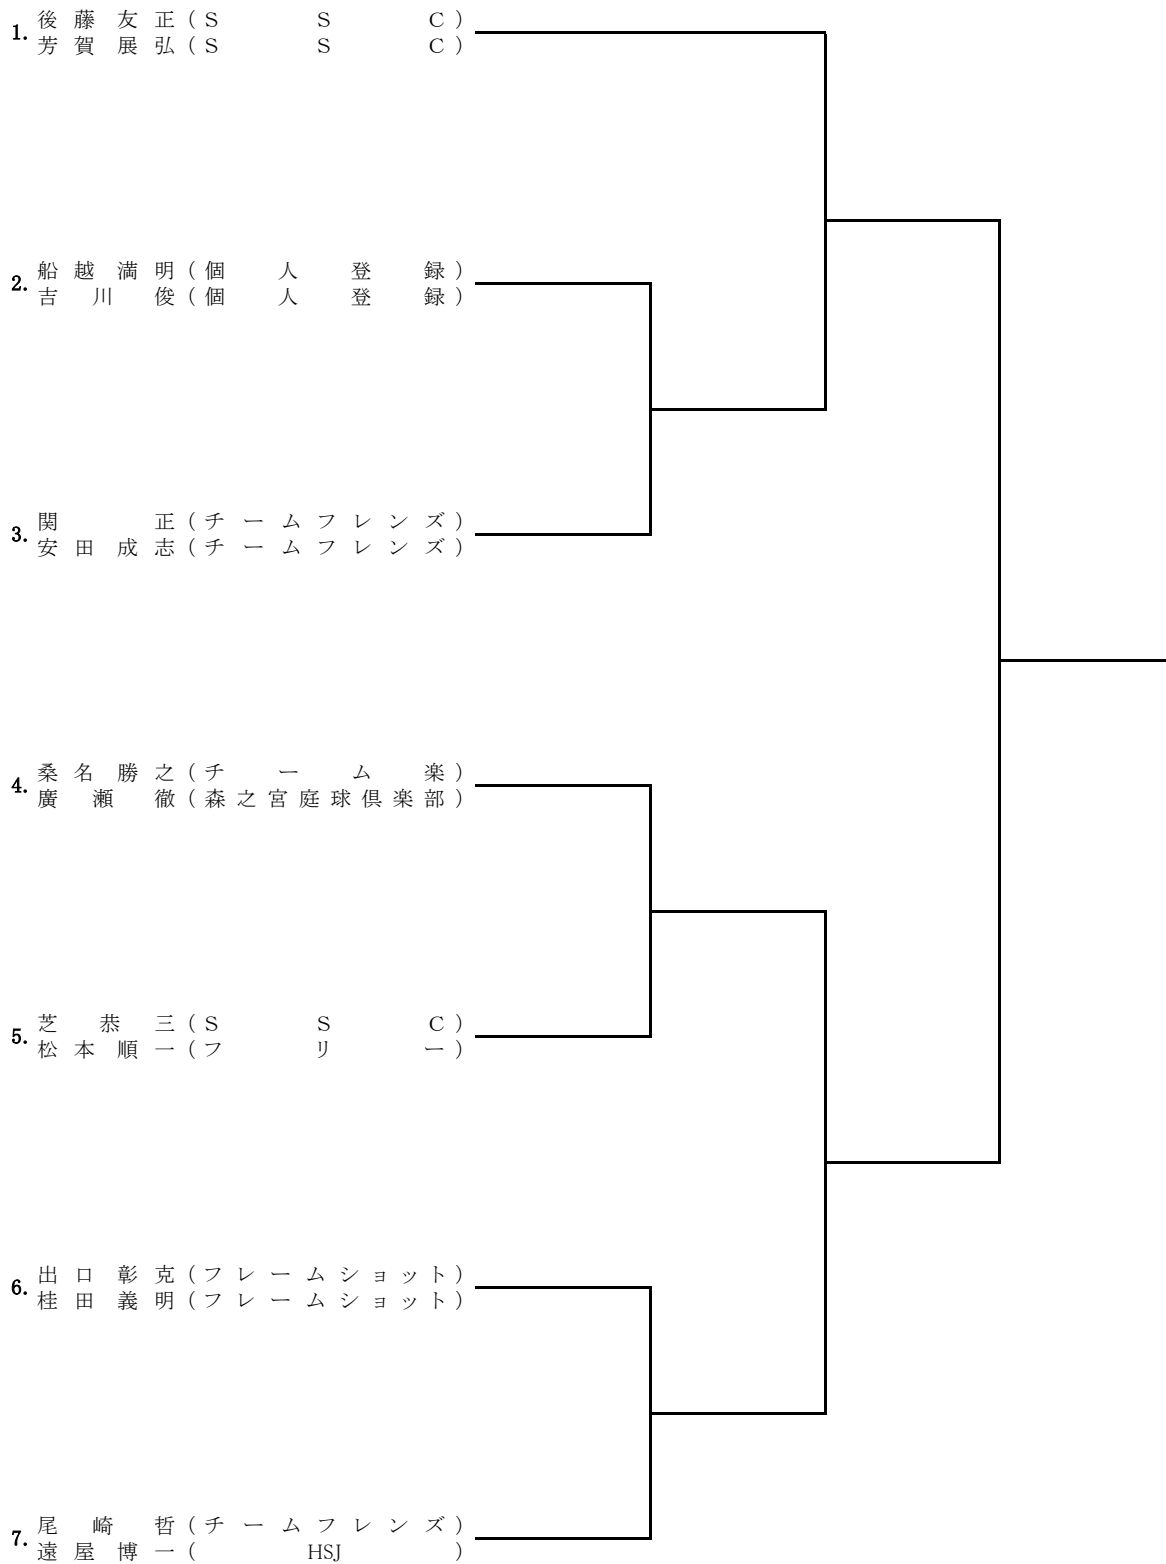 1. 後藤友正(SSC)
芳賀展弘(SSC)
2. 船越満明(個人登録)
吉川俊(個人登録)
3. 関正(チームフレンズ)
安田成志(チームフレンズ)
4. 桑名勝之(チーム楽)
廣瀬徹(森之宮庭球倶楽部)
5. 芝恭三(SSC)
松本順一(フリー)
6. 出口彰克(フレームショット)
桂田義明(フレームショット)
7. 尾崎哲(チームフレンズ)
遠屋博一(HSJ)